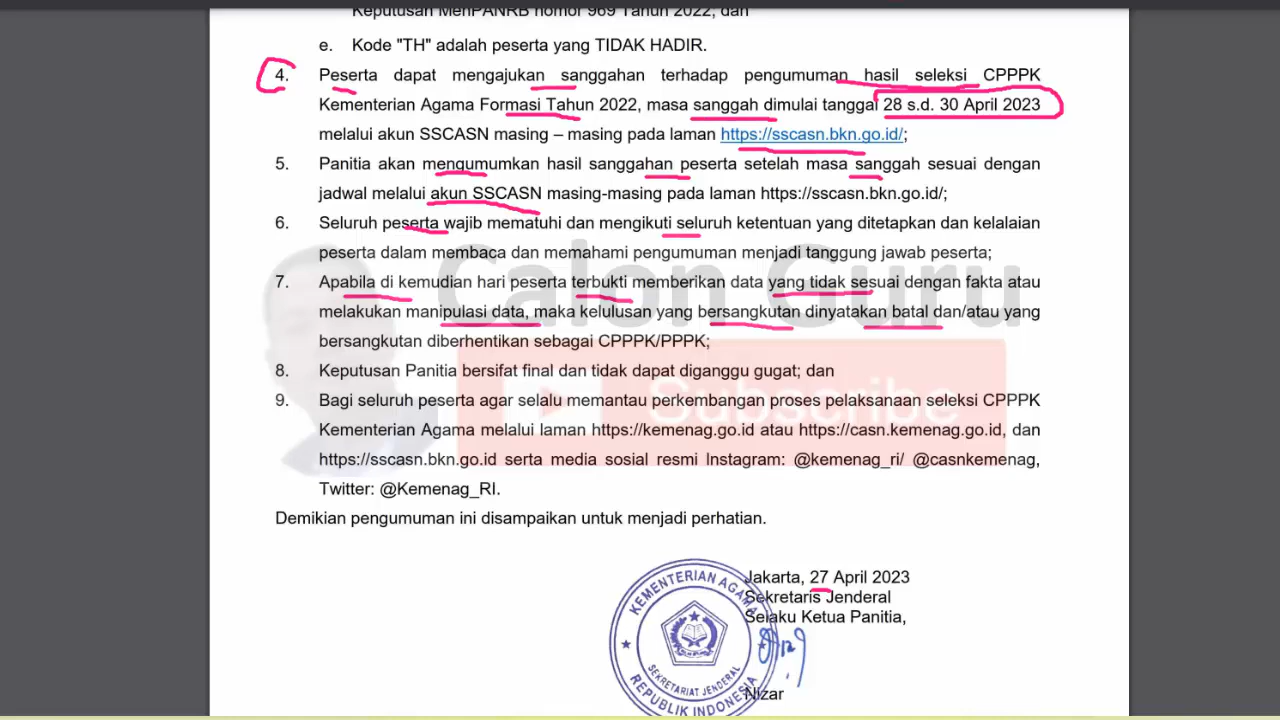 Keputusan MenPANRB nomor 969 Tahun 2022, dan
e. Kode "TH" adalah peserta yang TIDAK HADIR.
4. Peserta dapat mengajukan sanggahan terhadap pengumuman hasil seleksi CPPPK
Kementerian Agama Formasi Tahun 2022, masa sanggah dimulai tanggal 28 s.d. 30 April 2023
melalui akun SSCASN masing – masing pada laman https://sscasn.bkn.go.id/;
5. Panitia akan mengumumkan hasil sanggahan peserta setelah masa sanggah sesuai dengan
jadwal melalui akun SSCASN masing-masing pada laman https://sscasn.bkn.go.id/;
6. Seluruh peserta wajib mematuhi dan mengikuti seluruh ketentuan yang ditetapkan dan kelalaian
peserta dalam membaca dan memahami pengumuman menjadi tanggung jawab peserta;
7. Apabila di kemudian hari peserta terbukti memberikan data yang tidak sesuai dengan fakta atau
melakukan manipulasi data, maka kelulusan yang bersangkutan dinyatakan batal dan/atau yang
bersangkutan diberhentikan sebagai CPPPK/PPPK;
8. Keputusan Panitia bersifat final dan tidak dapat diganggu gugat; dan
9. Bagi seluruh peserta agar selalu memantau perkembangan proses pelaksanaan seleksi CPPPK
Kementerian Agama melalui laman https://kemenag.go.id atau https://casn.kemenag.go.id, dan
https://sscasn.bkn.go.id serta media sosial resmi Instagram: @kemenag_ri/ @casnkemenag,
Twitter: @Kemenag_RI.
Demikian pengumuman ini disampaikan untuk menjadi perhatian.
Jakarta, 27 April 2023
Sekretaris Jenderal
Selaku Ketua Panitia,
Nizar
KEMENTERIAN AGAMA
SEKRETARIAT JENDERAL
REPUBLIK INDONESIA
Calon Guru
Subscribe